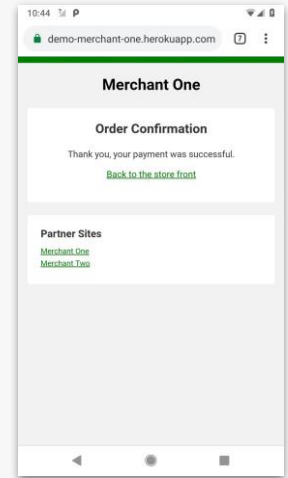 10:44 P
demo-merchant-one.herokuapp.com 7
Merchant One
Order Confirmation
Thank you, your payment was successful.
Back to the store front
Partner Sites
Merchant One
Merchant Two